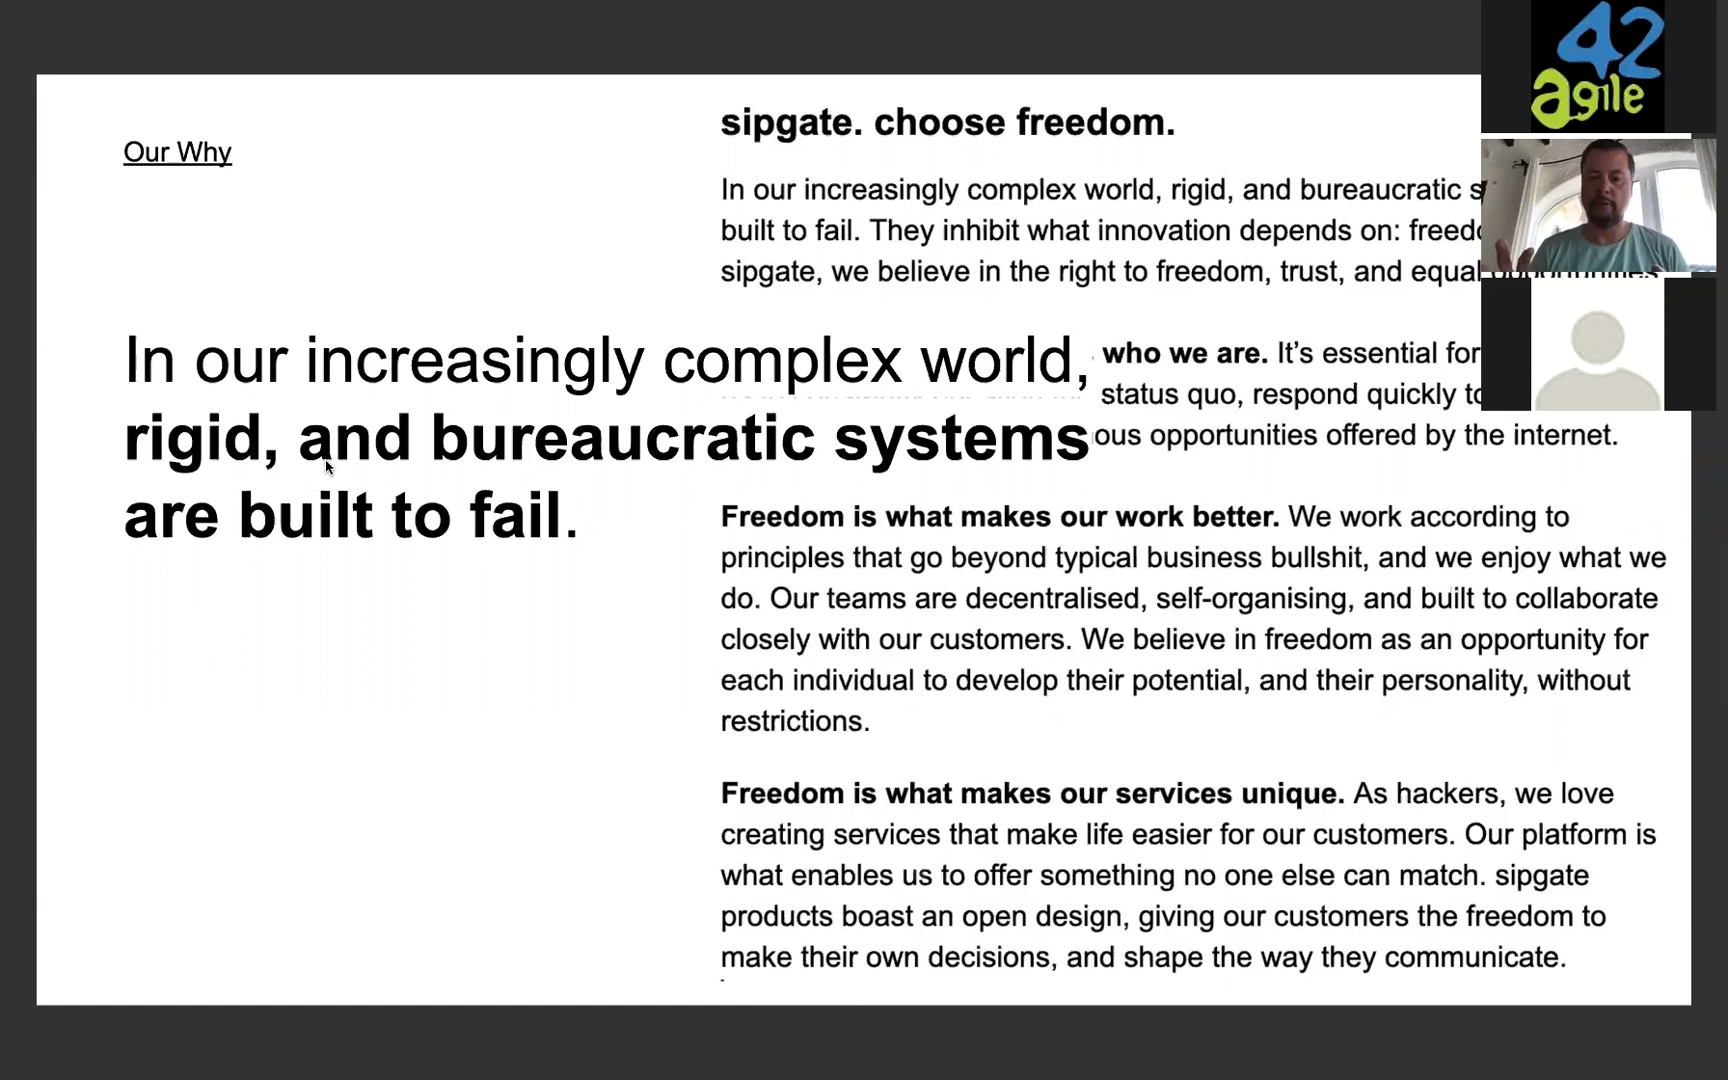 Our Why
In our increasingly complex world,
rigid, and bureaucratic systems
are built to fail.
sipgate. choose freedom.
In our increasingly complex world, rigid, and bureaucratic
built to fail. They inhibit what innovation depends on:
sipgate, we believe in the right to freedom, trust, and equal
who we are. It’s essential for
status quo, respond quickly
opportunities offered by the internet.
Freedom is what makes our work better. We work according to
principles that go beyond typical business bullshit, and we enjoy what we
do. Our teams are decentralised, self-organising, and built to collaborate
closely with our customers. We believe in freedom as an opportunity for
each individual to develop their potential, and their personality, without
restrictions.
Freedom is what makes our services unique. As hackers, we love
creating services that make life easier for our customers. Our platform is
what enables us to offer something no one else can match. sipgate
products boast an open design, giving our customers the freedom to
make their own decisions, and shape the way they communicate.
42
agile